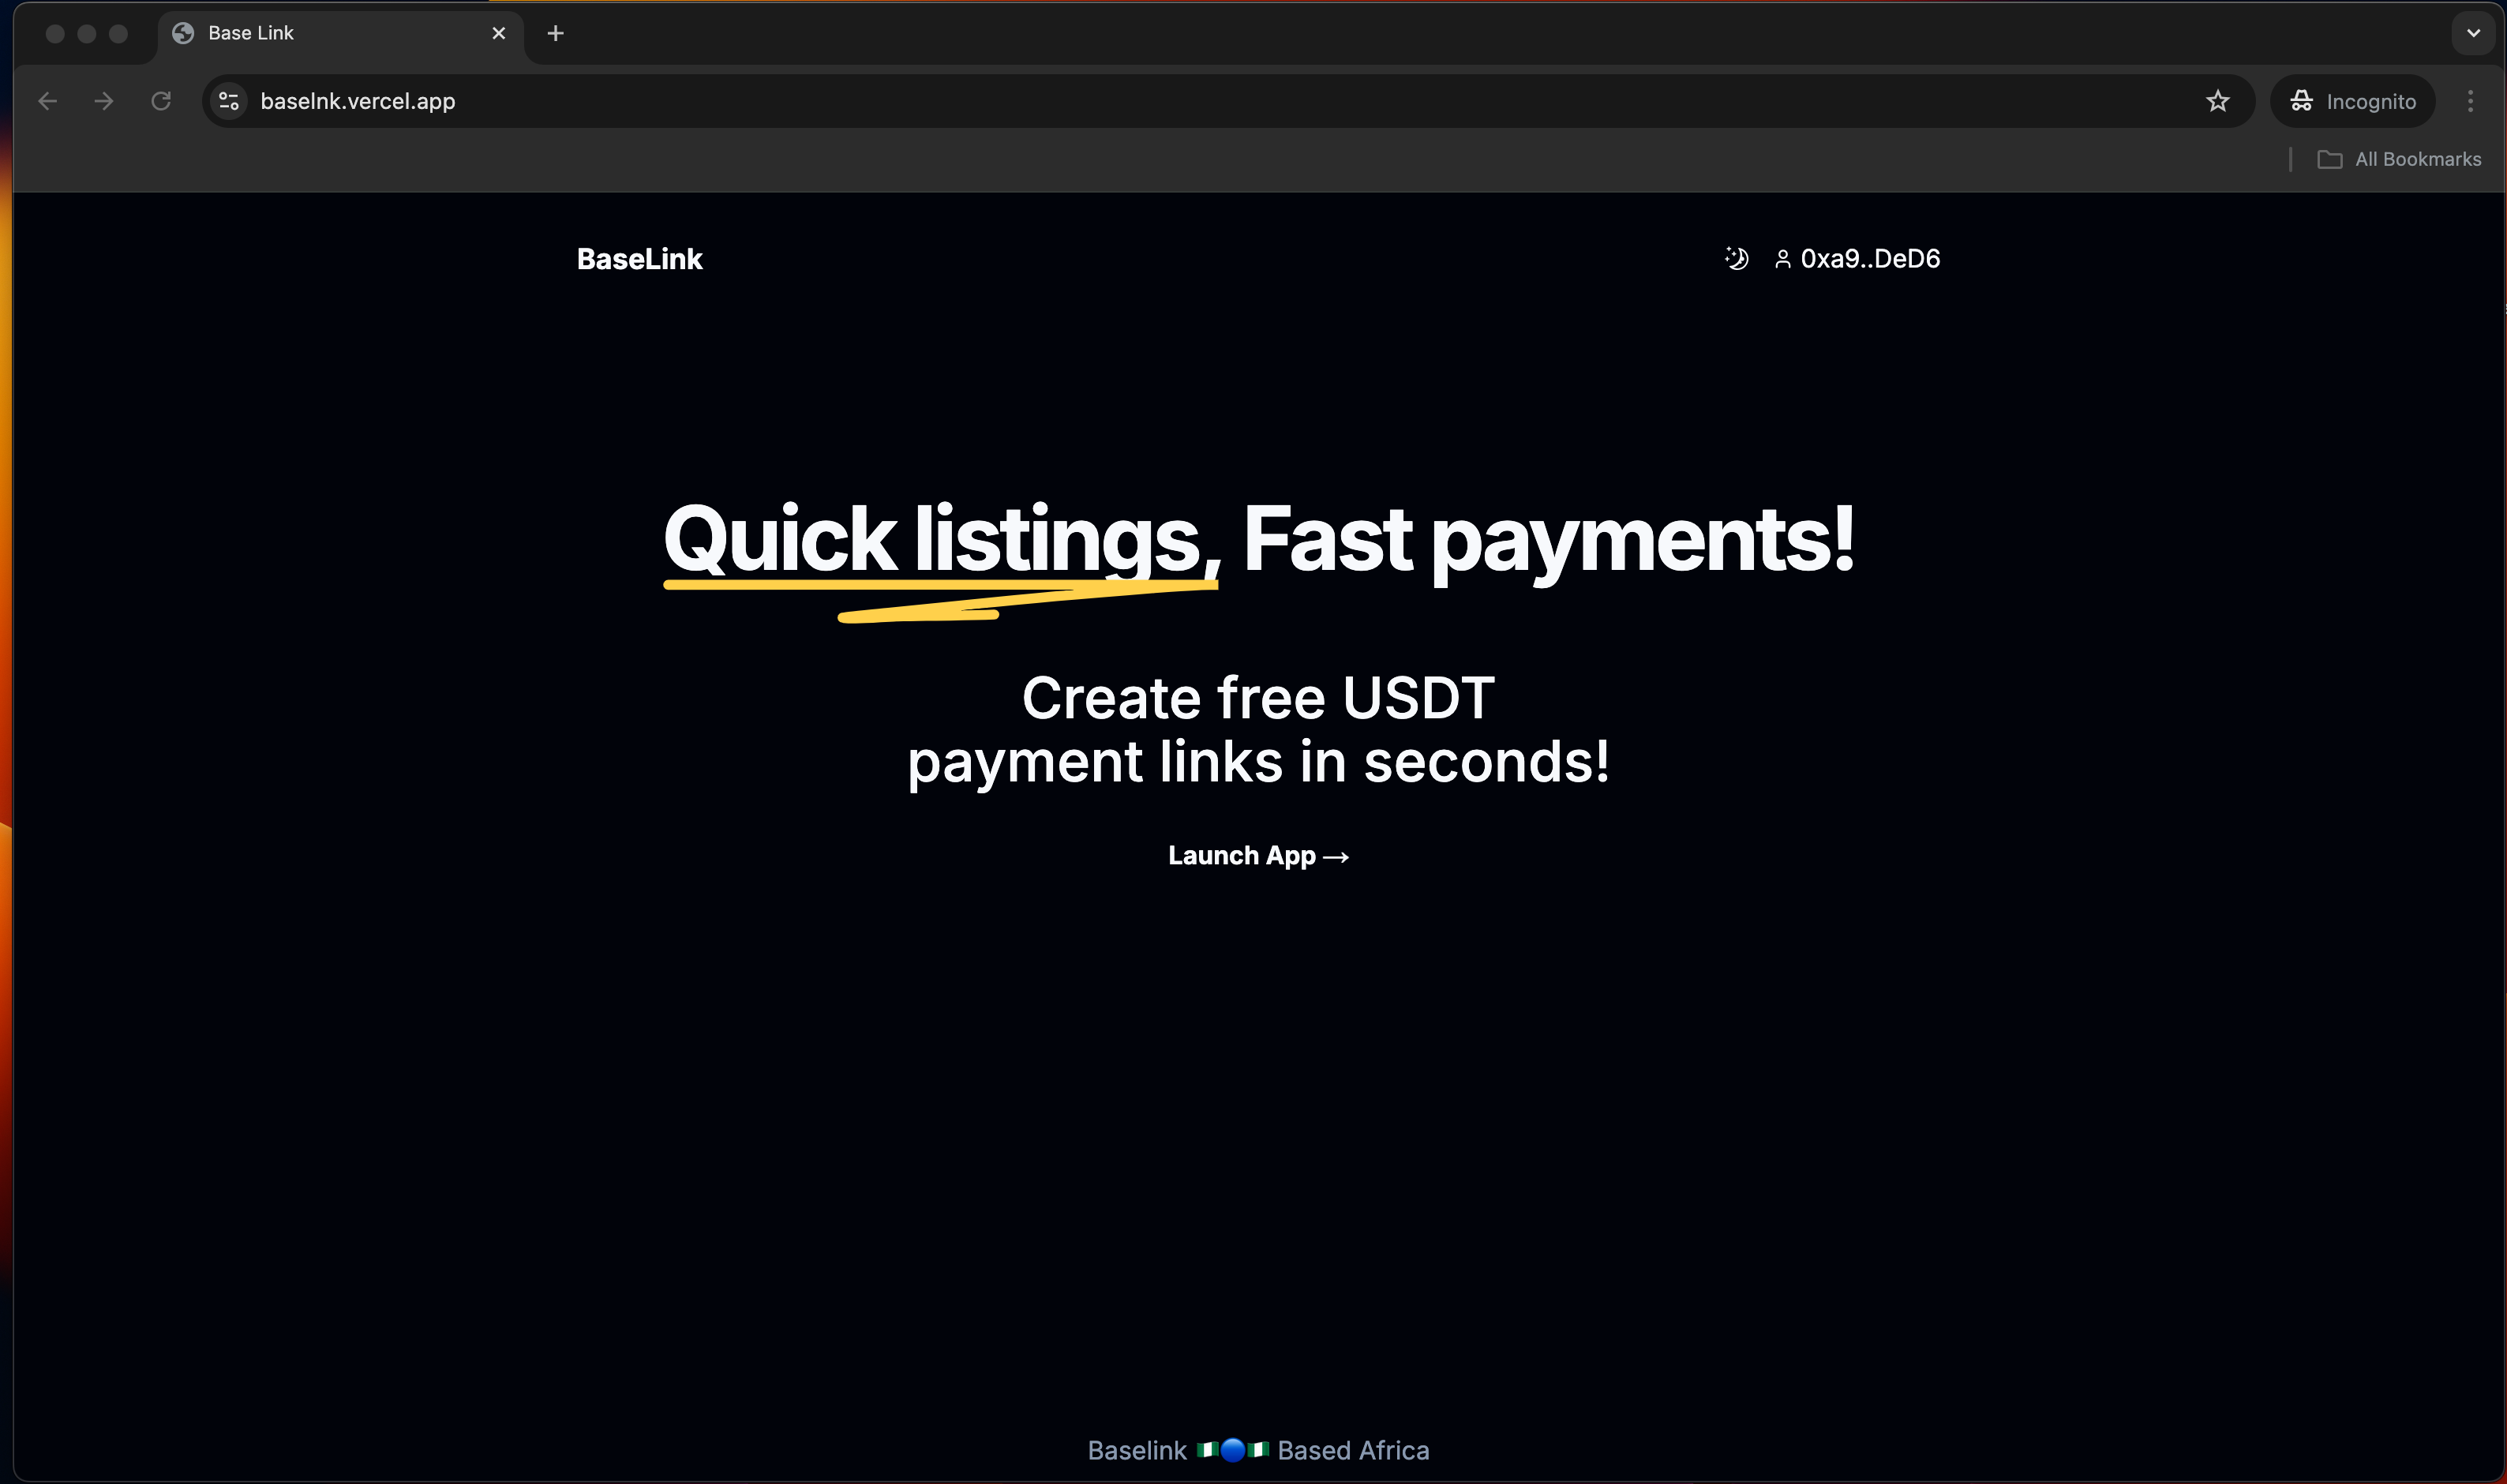 Base Link
baselnk.vercel.app
Incognito
All Bookmarks
BaseLink
0xa9..DeD6
Quick listings, Fast payments!
Create free USDT
payment links in seconds!
Launch App →
Baselink 🇳🇬🔵🇳🇬 Based Africa